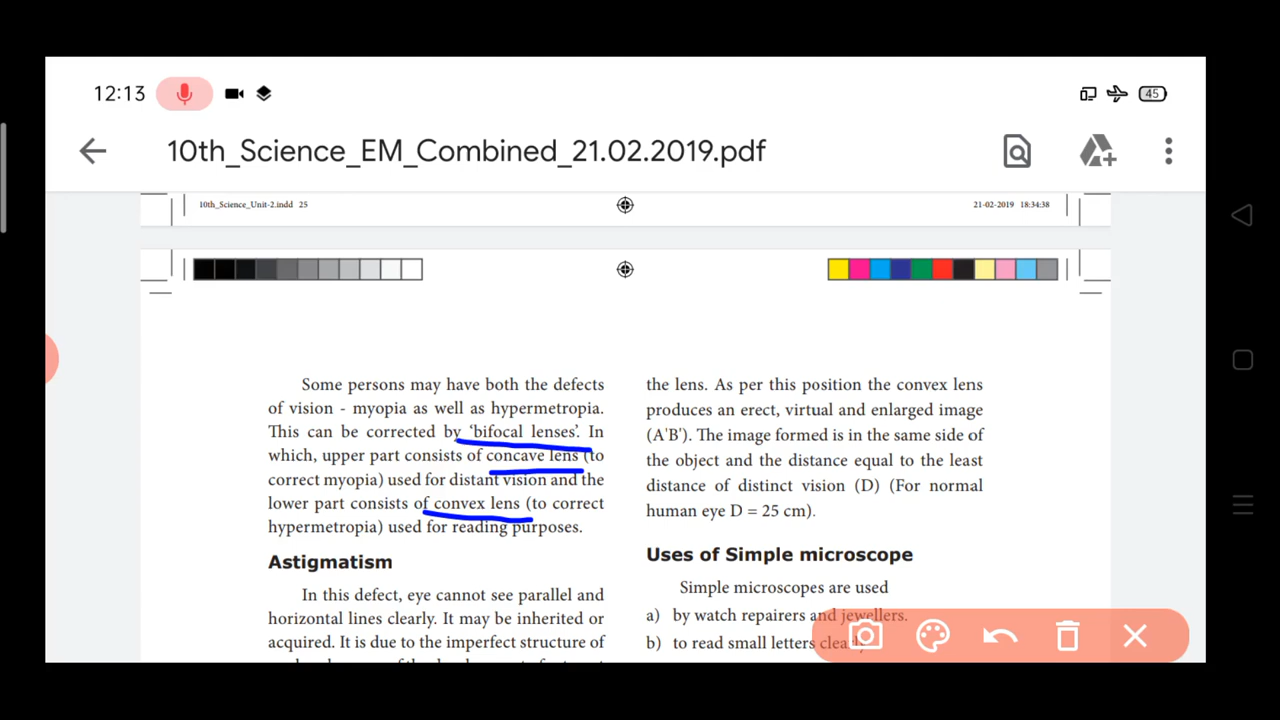 12:13
45
10th_Science_EM_Combined_21.02.2019.pdf
10th_Science_Unit-2.indd 25
21-02-2019 18:34:38
Some persons may have both the defects
of vision - myopia as well as hypermetropia.
This can be corrected by ‘bifocal lenses’. In
which, upper part consists of concave lens (to
correct myopia) used for distant vision and the
lower part consists of convex lens (to correct
hypermetropia) used for reading purposes.
Astigmatism
In this defect, eye cannot see parallel and
horizontal lines clearly. It may be inherited or
acquired. It is due to the imperfect structure of
the lens. As per this position the convex lens
produces an erect, virtual and enlarged image
(A'B'). The image formed is in the same side of
the object and the distance equal to the least
distance of distinct vision (D) (For normal
human eye D = 25 cm).
Uses of Simple microscope
Simple microscopes are used
a) by watch repairers and jewellers.
b) to read small letters clearly